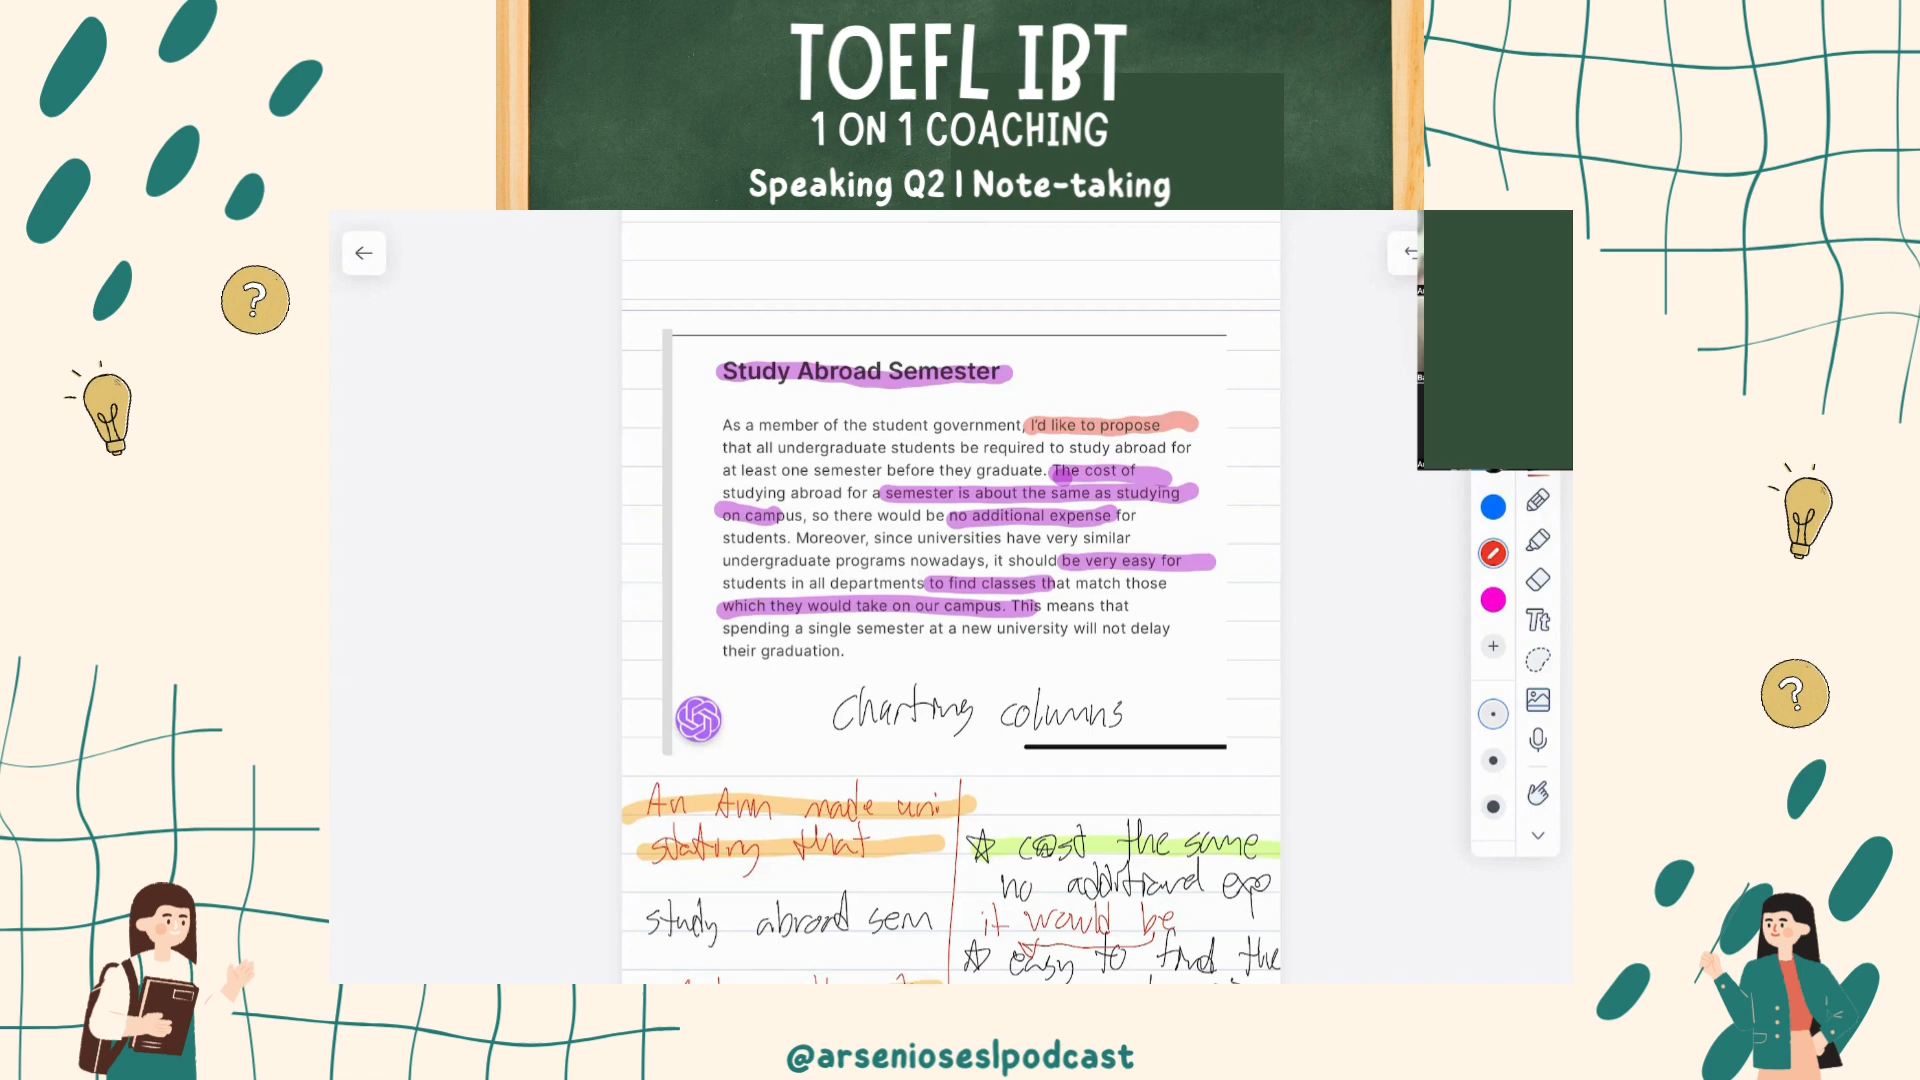 TOEFL IBT
1 ON 1 COACHING
Speaking Q2 | Note-taking
Study Abroad Semester
As a member of the student government, I'd like to propose
that all undergraduate students be required to study abroad for
at least one semester before they graduate. The cost of
studying abroad for a semester is about the same as studying
on campus, so there would be no additional expense for
students. Moreover, since universities have very similar
undergraduate programs nowadays, it should be very easy for
students in all departments to find classes that match those
which they would take on our campus. This means that
spending a single semester at a new university will not delay
their graduation.
Charting columns
An Ann made uni
stating that
study abroad sem
cost the same
no additional exp
it would be
easy to find the
Tt
@arsenioseslpodcast